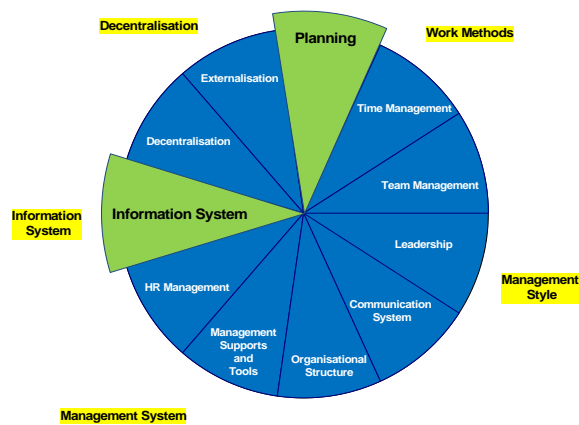 Decentralisation
Planning
Work Methods
Externalisation
Time Management
Decentralisation
Team Management
Information
System
Information System
Leadership
HR Management
Management
Style
Communication
System
Management
Supports
and
Tools
Organisational
Structure
Management System